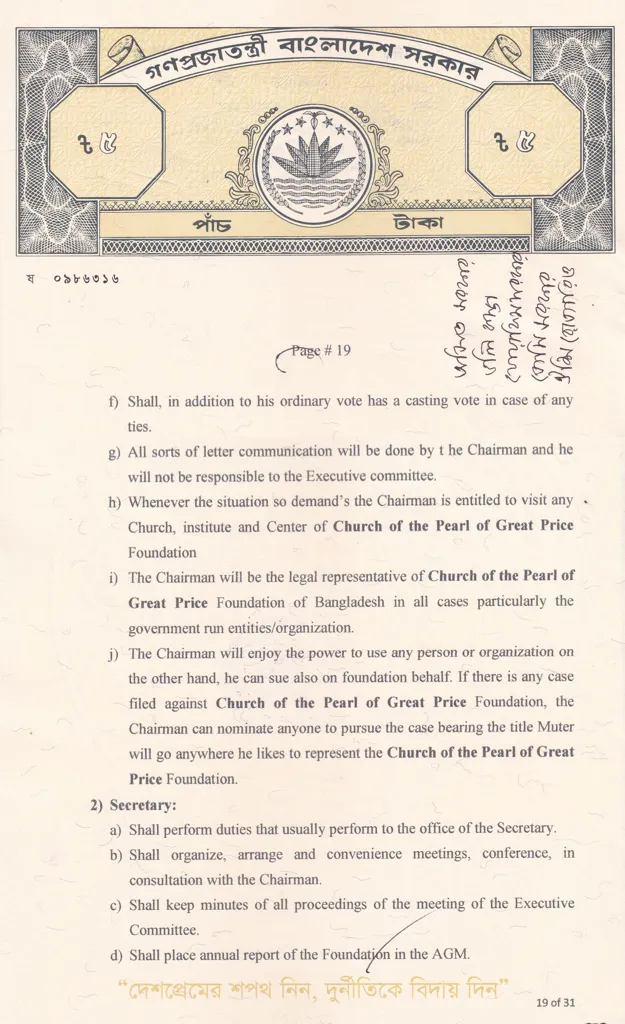 গণপ্রজাতন্ত্রী বাংলাদেশ সরকার
৳ ৫ ৳ ৫
পাঁচ টাকা
ষ ০৯৮৬৩১৬
Page # 19
f) Shall, in addition to his ordinary vote has a casting vote in case of any
ties.
g) All sorts of letter communication will be done by t he Chairman and he
will not be responsible to the Executive committee.
h) Whenever the situation so demand's the Chairman is entitled to visit any
Church, institute and Center of Church of the Pearl of Great Price
Foundation
i) The Chairman will be the legal representative of Church of the Pearl of
Great Price Foundation of Bangladesh in all cases particularly the
government run entities/organization.
j) The Chairman will enjoy the power to use any person or organization on
the other hand, he can sue also on foundation behalf. If there is any case
filed against Church of the Pearl of Great Price Foundation, the
Chairman can nominate anyone to pursue the case bearing the title Muter
will go anywhere he likes to represent the Church of the Pearl of Great
Price Foundation.
2) Secretary:
a) Shall perform duties that usually perform to the office of the Secretary.
b) Shall organize, arrange and convenience meetings, conference, in
consultation with the Chairman.
c) Shall keep minutes of all proceedings of the meeting of the Executive
Committee.
d) Shall place annual report of the Foundation in the AGM.
“দেশপ্রেমের শপথ নিন, দুর্নীতিকে বিদায় দিন”
19 of 31